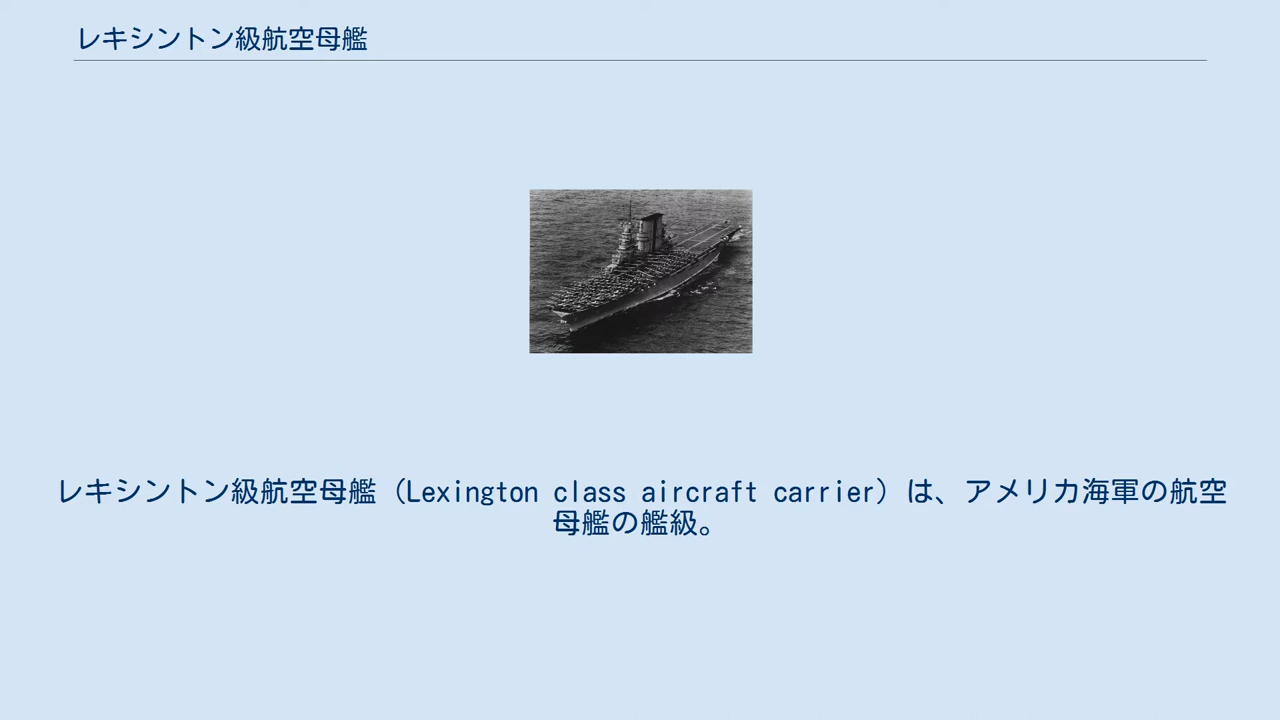 レキシントン級航空母艦
レキシントン級航空母艦（Lexington class aircraft carrier）は、アメリカ海軍の航空
母艦の艦級。